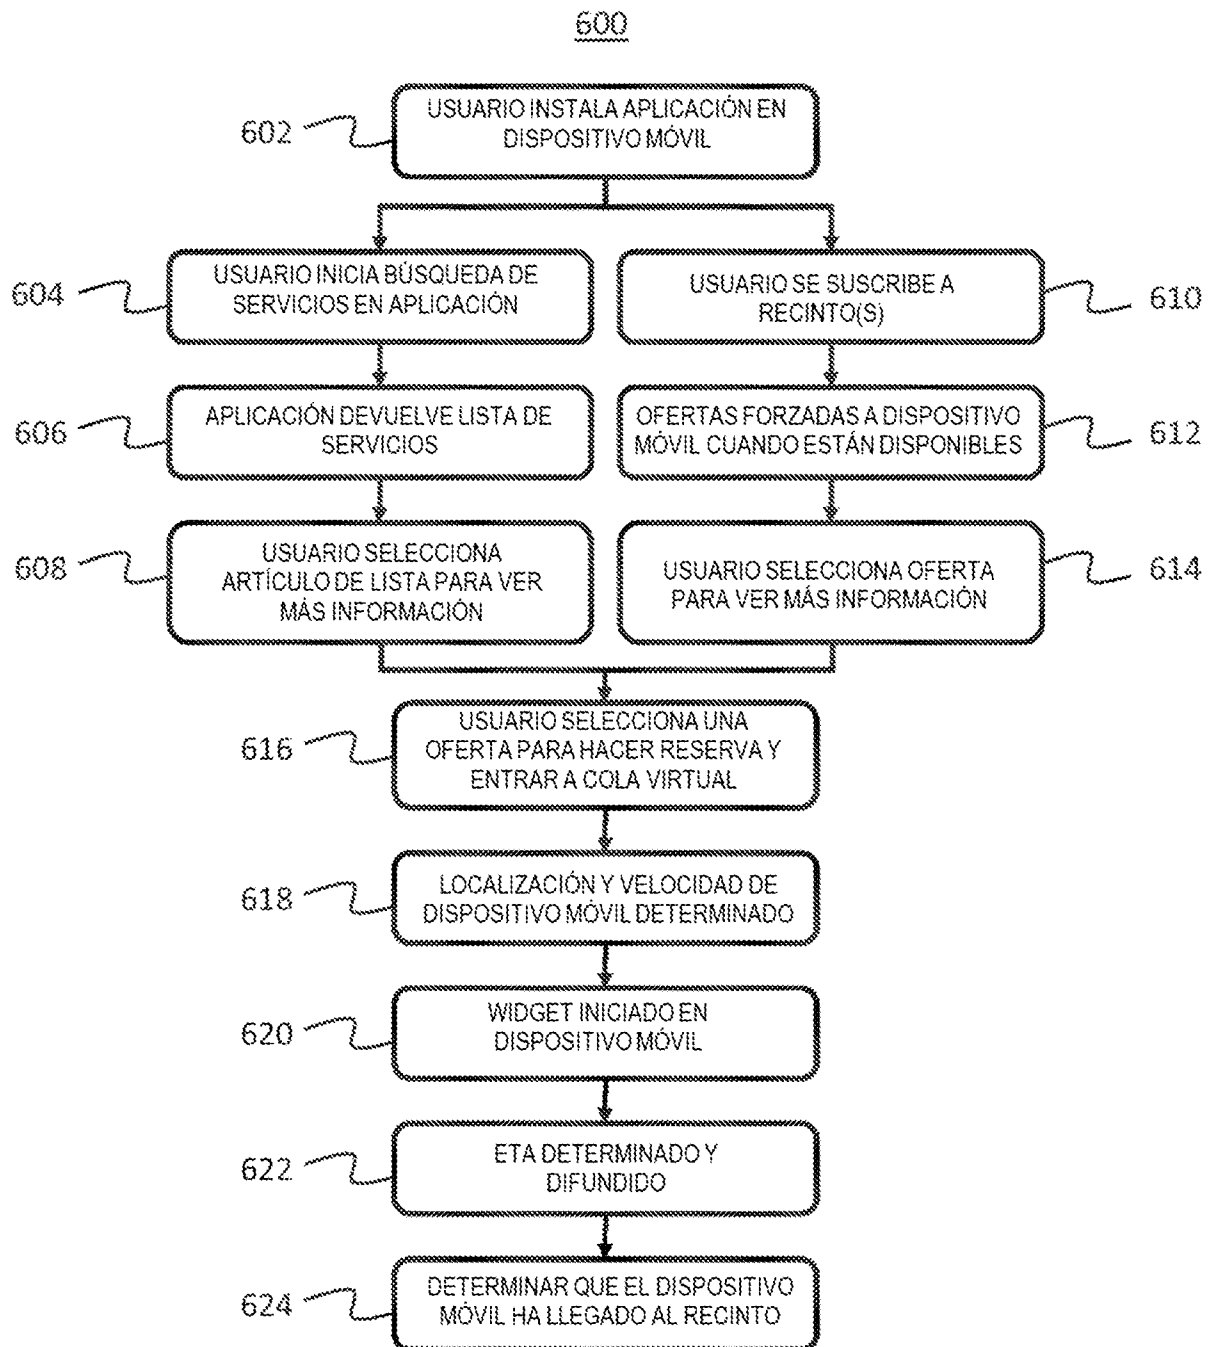 600
602
USUARIO INSTALA APLICACIÓN EN
DISPOSITIVO MÓVIL
604
USUARIO INICIA BÚSQUEDA DE
SERVICIOS EN APLICACIÓN
USUARIO SE SUSCRIBE A
RECINTO(S)
610
606
APLICACIÓN DEVUELVE LISTA DE
SERVICIOS
OFERTAS FORZADAS A DISPOSITIVO
MÓVIL CUANDO ESTÁN DISPONIBLES
612
608
USUARIO SELECCIONA
ARTÍCULO DE LISTA PARA VER
MÁS INFORMACIÓN
USUARIO SELECCIONA OFERTA
PARA VER MÁS INFORMACIÓN
614
616
USUARIO SELECCIONA UNA
OFERTA PARA HACER RESERVA Y
ENTRAR A COLA VIRTUAL
618
LOCALIZACIÓN Y VELOCIDAD DE
DISPOSITIVO MÓVIL DETERMINADO
620
WIDGET INICIADO EN
DISPOSITIVO MÓVIL
622
ETA DETERMINADO Y
DIFUNDIDO
624
DETERMINAR QUE EL DISPOSITIVO
MÓVIL HA LLEGADO AL RECINTO